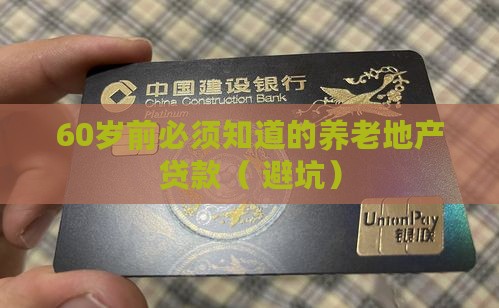 中国建设银行
China Construction Bank
Platinum
60岁前必须知道的养老地产
贷款（ 避坑）
UnionPay
银联